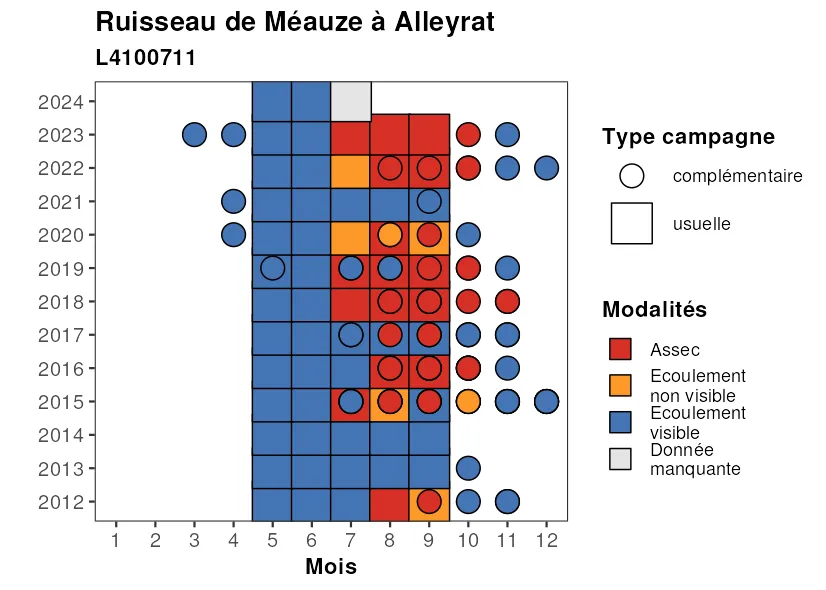 Ruisseau de Méauze à Alleyrat
L4100711
2024
2023
2022
2021
2020
2019
2018
2017
2016
2015
2014
2013
2012
1 2 3 4 5 6 7 8 9 10 11 12
Mois
Type campagne
complémentaire
usuelle
Modalités
Assec
Ecoulement
non visible
Ecoulement
visible
Donnée
manquante